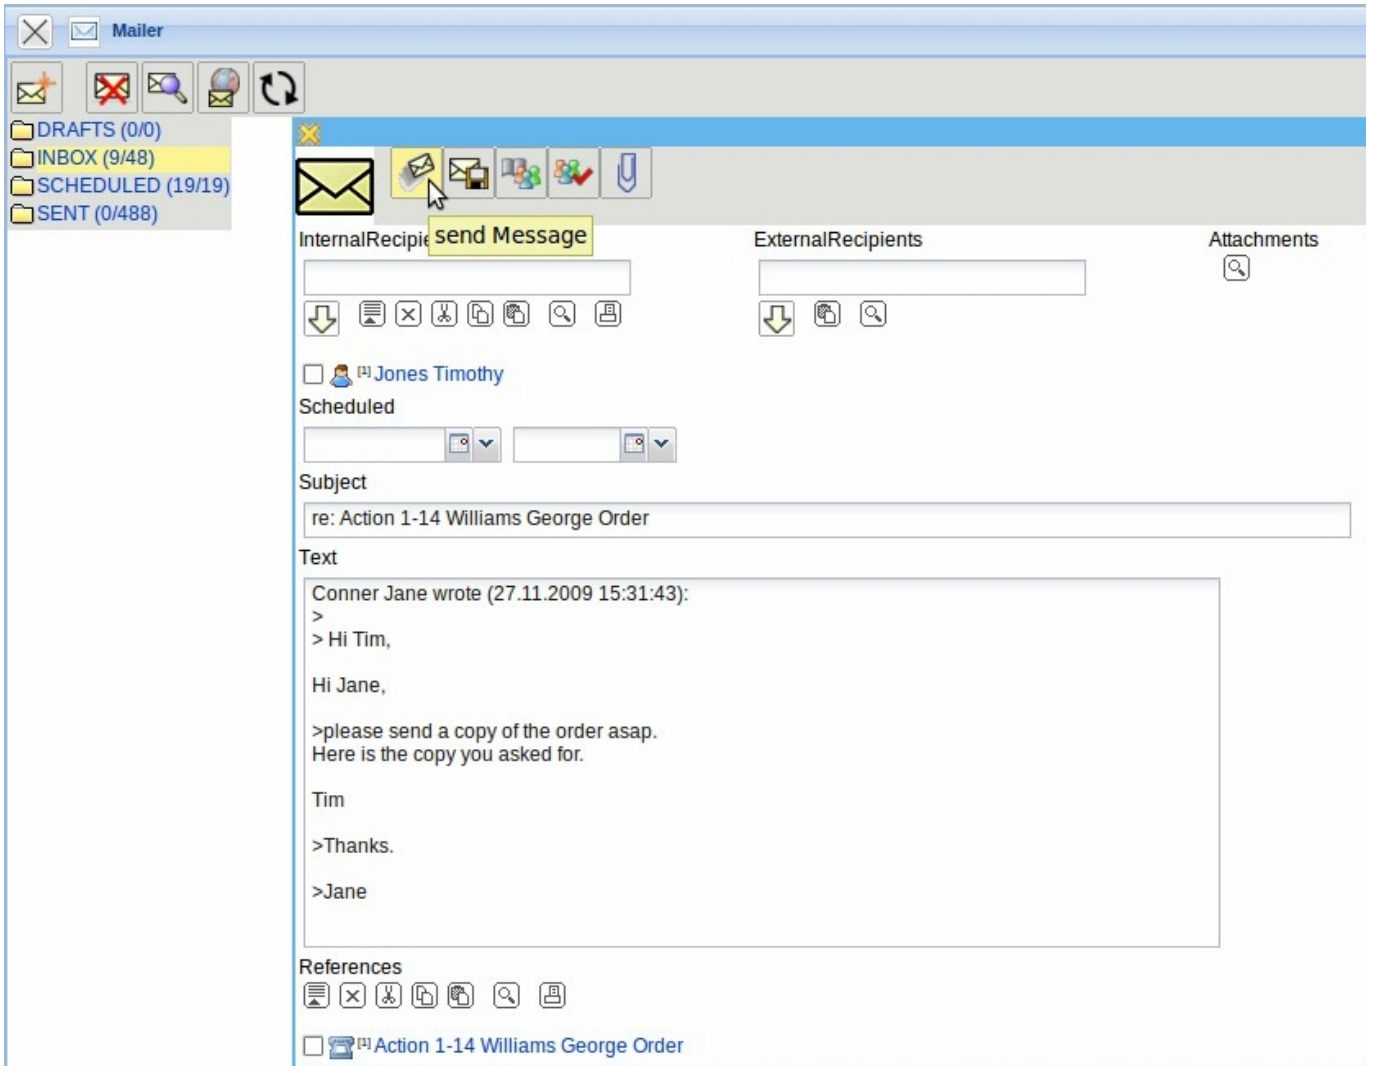 Mailer
DRAFTS (0/0)
INBOX (9/48)
SCHEDULED (19/19)
SENT (0/488)
send Message
InternalRecipie
ExternalRecipients
Attachments
[1] Jones Timothy
Scheduled
Subject
re: Action 1-14 Williams George Order
Text
Conner Jane wrote (27.11.2009 15:31:43):
>
> Hi Tim,
Hi Jane,
>please send a copy of the order asap.
Here is the copy you asked for.
Tim
>Thanks.
>Jane
References
[1] Action 1-14 Williams George Order